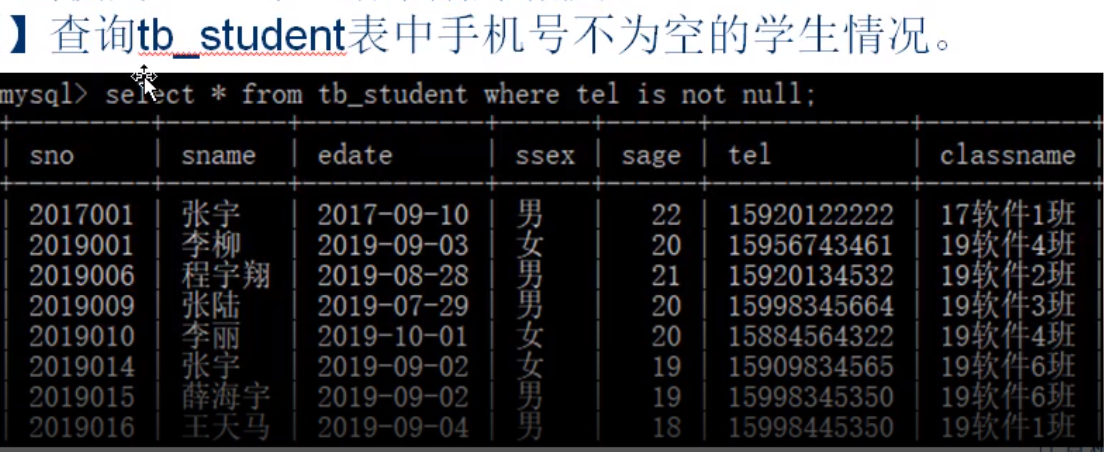 】查询tb_student表中手机号不为空的学生情况。
mysql> select * from tb_student where tel is not null;
| sno | sname | edate | ssex | sage | tel | classname |
| 2017001 | 张宇 | 2017-09-10 | 男 | 22 | 15920122222 | 17软件1班
| 2019001 | 李柳 | 2019-09-03 | 女 | 20 | 15956743461 | 19软件4班
| 2019006 | 程宇翔 | 2019-08-28 | 男 | 21 | 15920134532 | 19软件2班
| 2019009 | 张陆 | 2019-07-29 | 男 | 20 | 15998345664 | 19软件3班
| 2019010 | 李丽 | 2019-10-01 | 女 | 20 | 15884564322 | 19软件4班
| 2019014 | 张宇 | 2019-09-02 | 女 | 19 | 15909834565 | 19软件6班
| 2019015 | 薛海宇 | 2019-09-02 | 男 | 19 | 15998345350 | 19软件6班
| 2019016 | 王天马 | 2019-09-04 | 男 | 18 | 15998445350 | 19软件1班